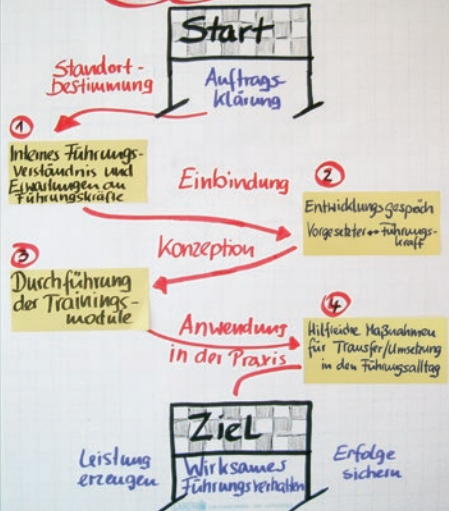 Start
Standort-
bestimmung
Auftrags-
klärung
1
Internes Führungs-
Verständnis und
Erwartungen an
Führungskräfte
Einbindung
2
Entwicklungsgespräch
Vorgesetzter ↔ Führungs-
kraft
Konzeption
3
Durchführung
der Trainings-
module
Anwendung
in der Praxis
4
Hilfreiche Maßnahmen
für Transfer/Umsetzung
in den Führungsalltag
Ziel
Leistung
erzeugen
Wirksames
Führungsverhalten
Erfolge
sichern